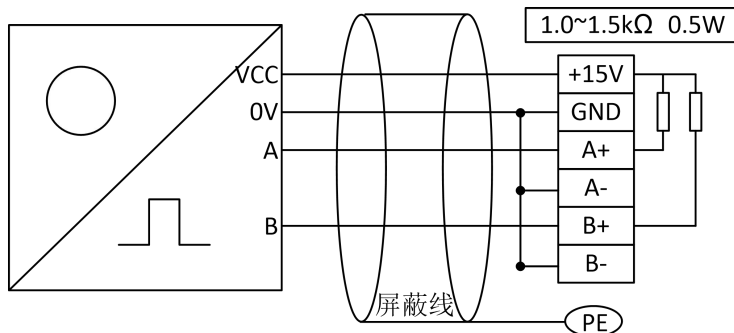 1.0~1.5kΩ 0.5W
VCC
+15V
0V
GND
A
A+
A-
B
B+
B-
屏蔽线
PE